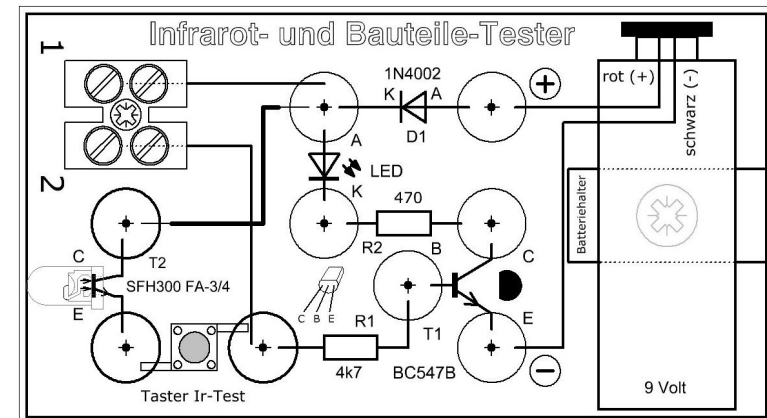 Infrarot- und Bauteile-Tester
1
1N4002
K A
D1
+
rot (+)
schwarz (-)
A
LED
K
2
470
R2
B
C
Batteriehalter
C
T2
SFH300 FA-3/4
E
C B E
R1
T1
E
4k7
BC547B
-
Taster Ir-Test
9 Volt